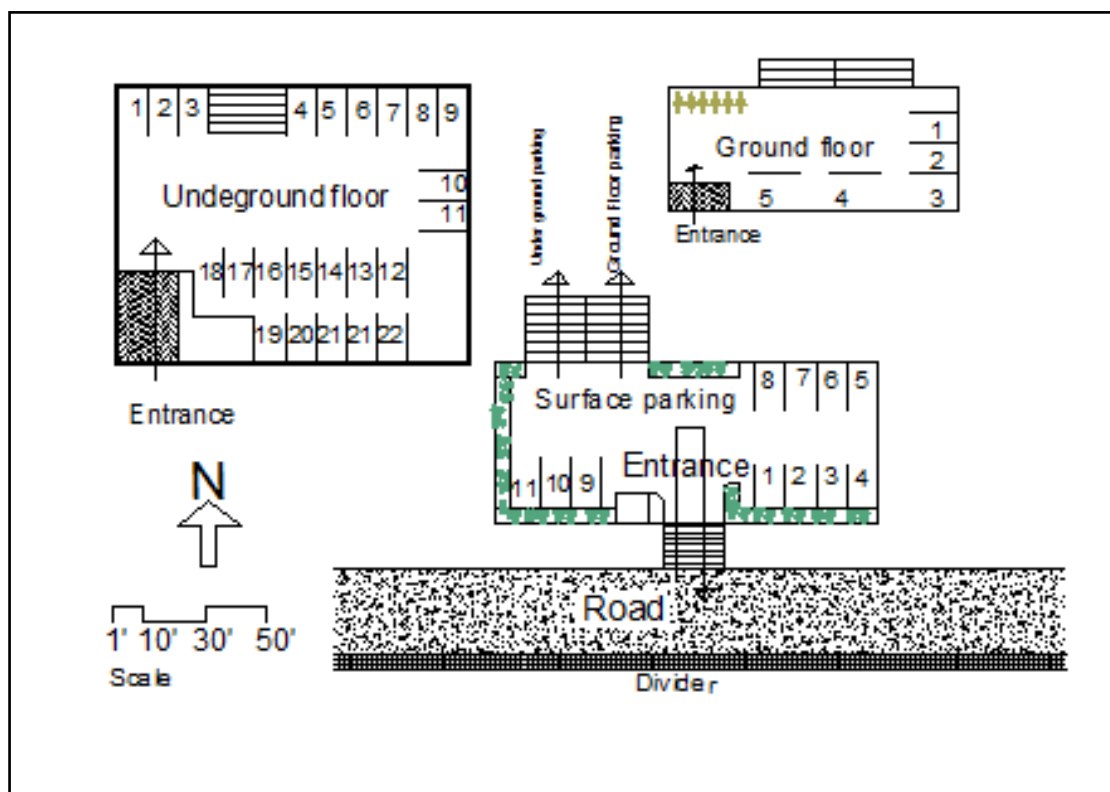 1 2 3 4 5 6 7 8 9
Undeground floor
10
11
18 17 16 15 14 13 12
19 20 21 21 22
Entrance
Ground floor
1
2
5 4 3
Entrance
Under ground parking
Ground Floor parking
Surface parking
8 7 6 5
Entrance
11 10 9 1 2 3 4
Road
Divider
N
1' 10' 30' 50'
Scale